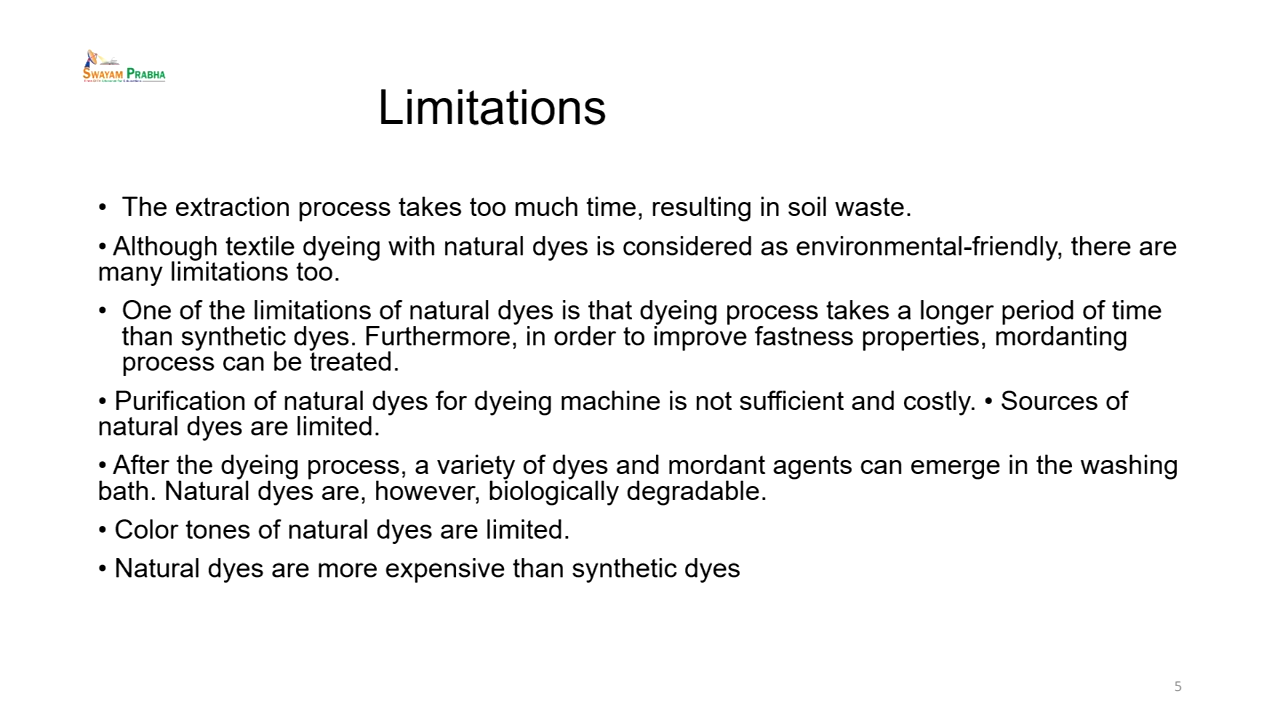 SWAYAM PRABHA
Limitations
• The extraction process takes too much time, resulting in soil waste.
• Although textile dyeing with natural dyes is considered as environmental-friendly, there are
many limitations too.
• One of the limitations of natural dyes is that dyeing process takes a longer period of time
than synthetic dyes. Furthermore, in order to improve fastness properties, mordanting
process can be treated.
• Purification of natural dyes for dyeing machine is not sufficient and costly. • Sources of
natural dyes are limited.
• After the dyeing process, a variety of dyes and mordant agents can emerge in the washing
bath. Natural dyes are, however, biologically degradable.
• Color tones of natural dyes are limited.
• Natural dyes are more expensive than synthetic dyes
5